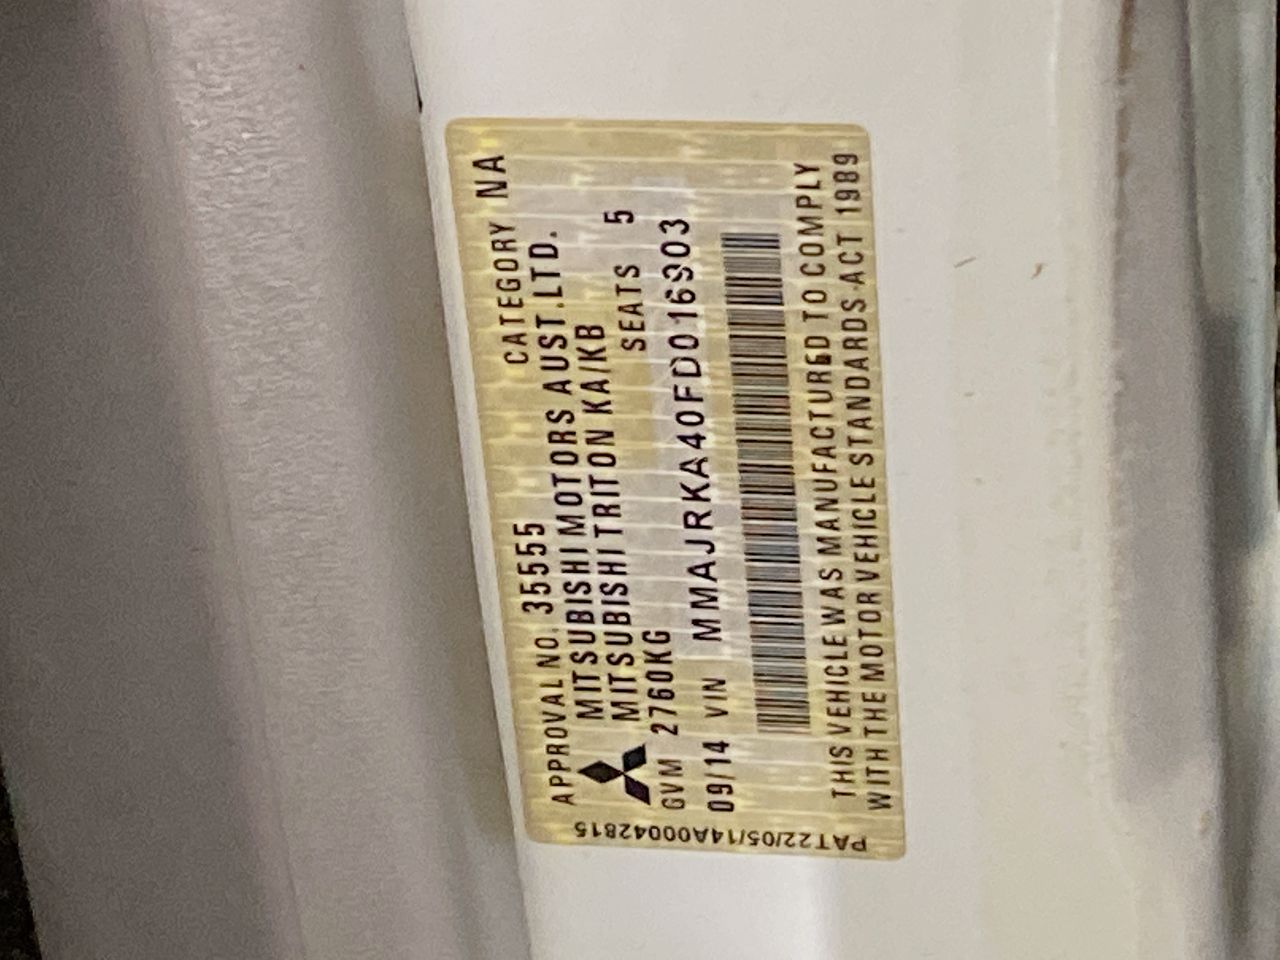 APPROVAL NO. 35555 CATEGORY NA
MITSUBISHI MOTORS AUST.LTD.
MITSUBISHI TRITON KA/KB
GVM 2760KG SEATS 5
09/14 VIN MMAJRKA40FD016903
THIS VEHICLE WAS MANUFACTURED TO COMPLY
WITH THE MOTOR VEHICLE STANDARDS ACT 1989
PAT22/05/14A00042815